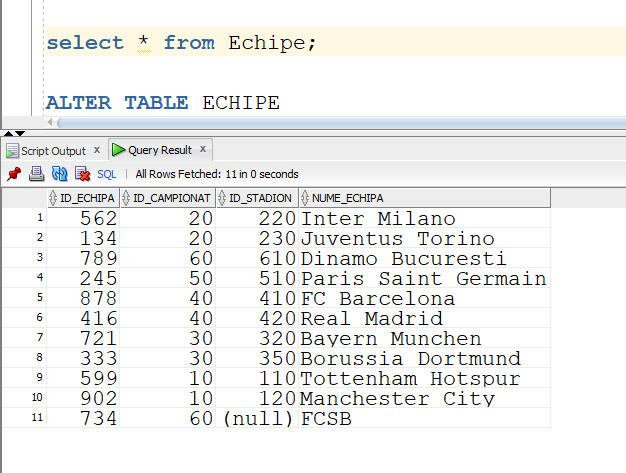 select * from Echipe;
ALTER TABLE ECHIPE
Script Output x Query Result x
SQL | All Rows Fetched: 11 in 0 seconds
ID_ECHIPA ID_CAMPIONAT ID_STADION NUME_ECHIPA
1 562 20 220 Inter Milano
2 134 20 230 Juventus Torino
3 789 60 610 Dinamo Bucuresti
4 245 50 510 Paris Saint Germain
5 878 40 410 FC Barcelona
6 416 40 420 Real Madrid
7 721 30 320 Bayern Munchen
8 333 30 350 Borussia Dortmund
9 599 10 110 Tottenham Hotspur
10 902 10 120 Manchester City
11 734 60 (null) FCSB